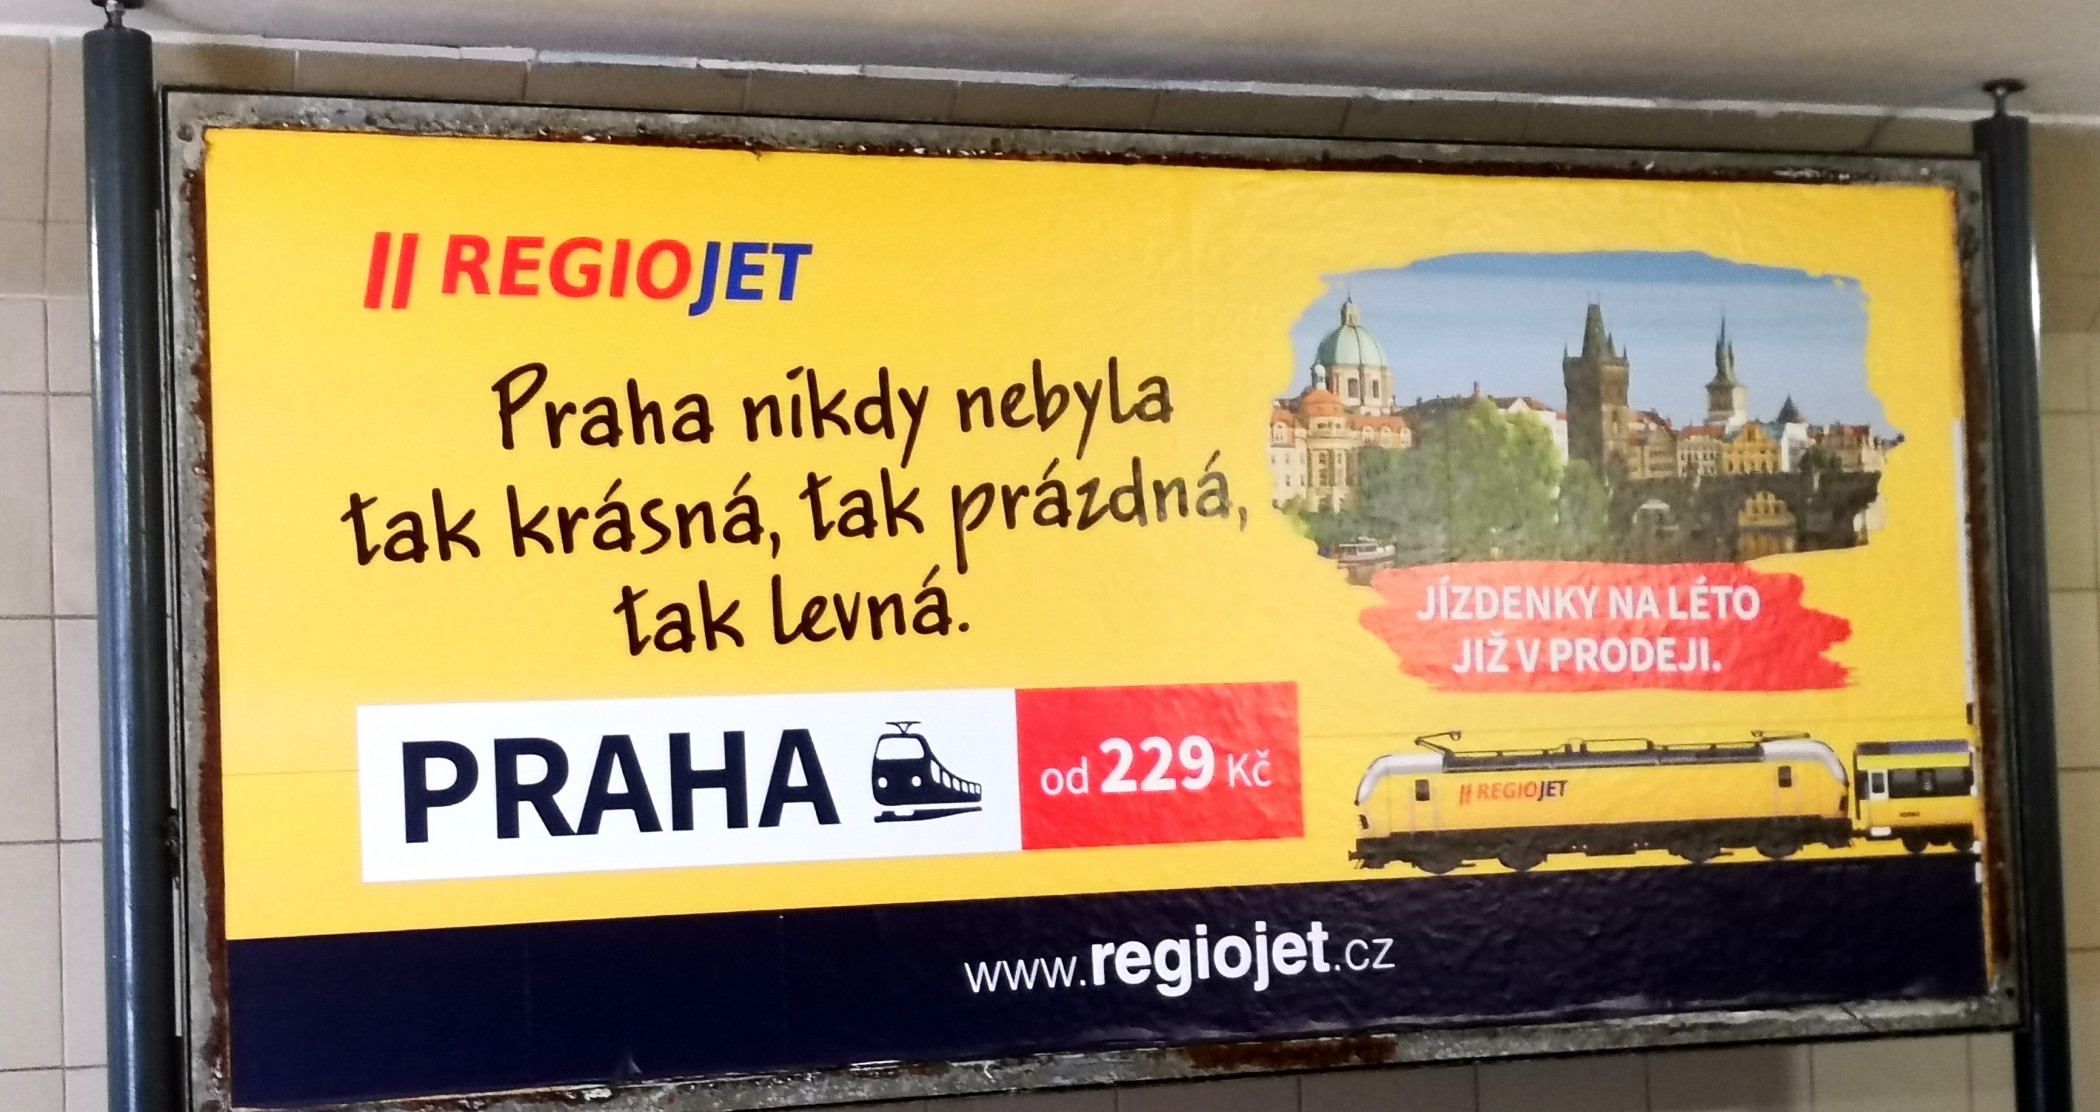 REGIOJET
Praha nikdy nebyla
tak krásná, tak prázdná,
tak levná.
JÍZDENKY NA LÉTO
JIŽ V PRODEJI.
PRAHA od 229 Kč
REGIOJET
www.regiojet.cz